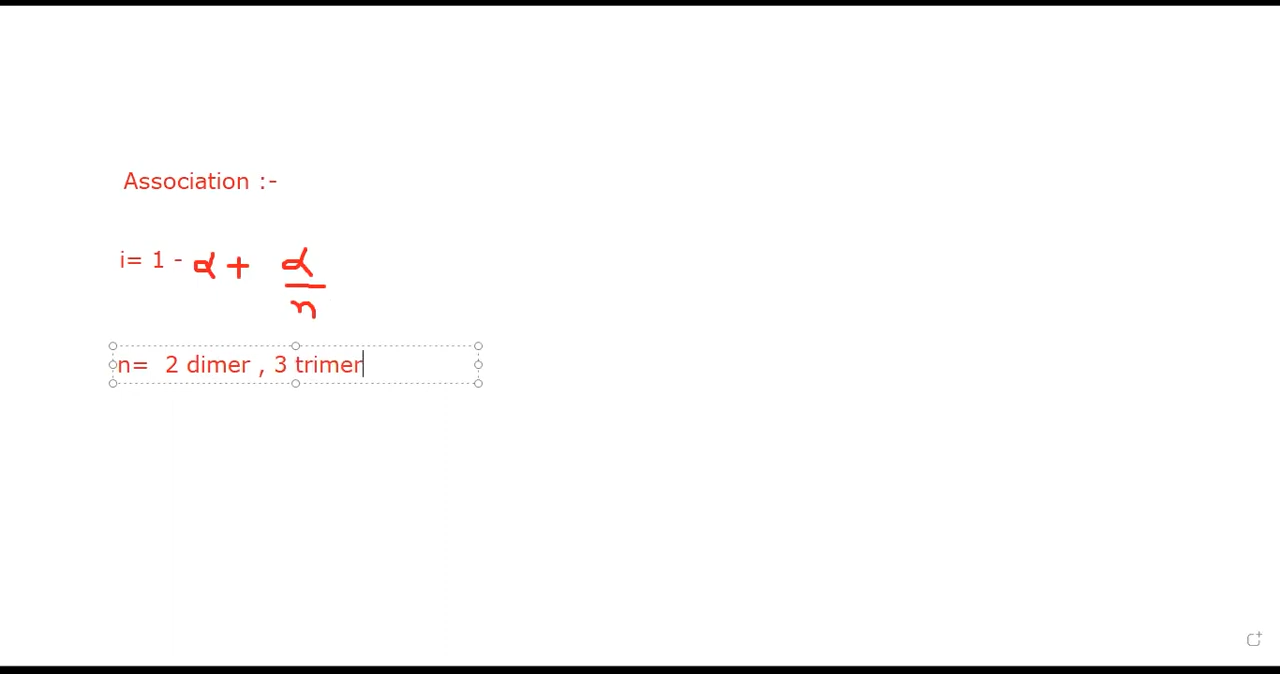 Association :-
i= 1 - α + α/n
n= 2 dimer , 3 trimer